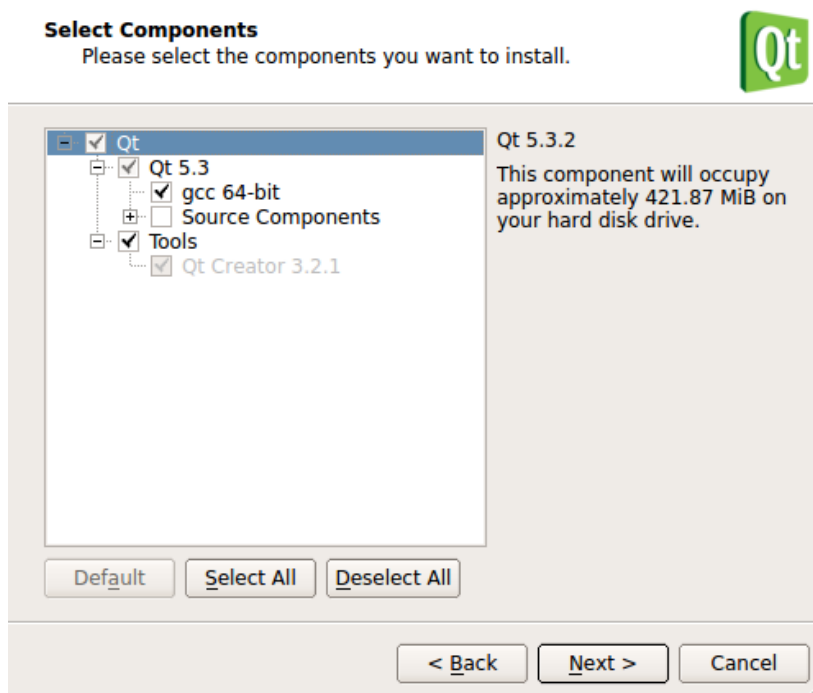 Select Components
Please select the components you want to install.
Qt
Qt
Qt 5.3
gcc 64-bit
Source Components
Tools
Qt Creator 3.2.1
Qt 5.3.2
This component will occupy
approximately 421.87 MiB on
your hard disk drive.
Default
Select All
Deselect All
< Back
Next >
Cancel